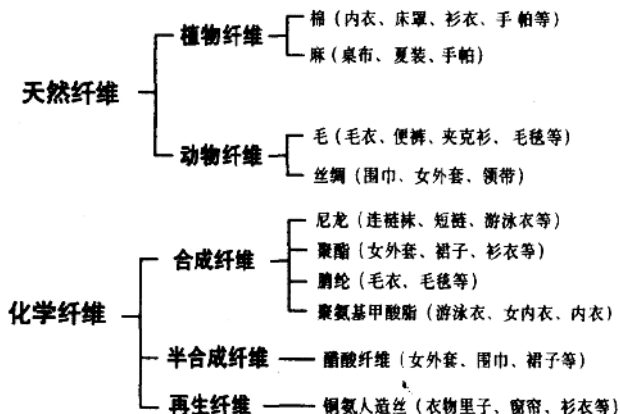 棉（内衣、床罩、衫衣、手帕等）
植物纤维
麻（桌布、夏装、手帕）
天然纤维
毛（毛衣、便裤、夹克衫、毛毯等）
动物纤维
丝绸（围巾、女外套、领带）
尼龙（连裢袜、短裢、游泳衣等）
合成纤维
聚酯（女外套、裙子、衫衣等）
腈纶（毛衣、毛毯等）
化学纤维
聚氨基甲酸脂（游泳衣、女内衣、内衣）
半合成纤维 醋酸纤维（女外套、围巾、裙子等）
再生纤维 铜氨人造丝（衣物里子、窗帘、衫衣等）